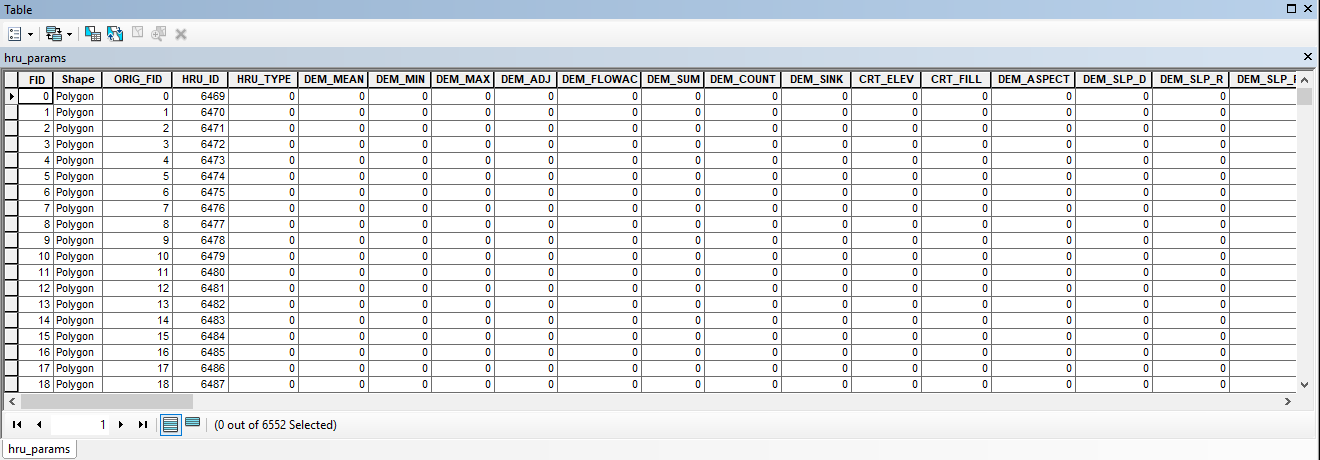 Table
hru_params
FID Shape ORIG_FID HRU_ID HRU_TYPE DEM_MEAN DEM_MIN DEM_MAX DEM_ADJ DEM_FLOWAC DEM_SUM DEM_COUNT DEM_SINK CRT_ELEV CRT_FILL DEM_ASPECT DEM_SLP_D DEM_SLP_R
0 Polygon 0 6469 0 0 0 0 0 0 0 0 0 0 0 0 0 0
1 Polygon 1 6470 0 0 0 0 0 0 0 0 0 0 0 0 0 0
2 Polygon 2 6471 0 0 0 0 0 0 0 0 0 0 0 0 0 0
3 Polygon 3 6472 0 0 0 0 0 0 0 0 0 0 0 0 0 0
4 Polygon 4 6473 0 0 0 0 0 0 0 0 0 0 0 0 0 0
5 Polygon 5 6474 0 0 0 0 0 0 0 0 0 0 0 0 0 0
6 Polygon 6 6475 0 0 0 0 0 0 0 0 0 0 0 0 0 0
7 Polygon 7 6476 0 0 0 0 0 0 0 0 0 0 0 0 0 0
8 Polygon 8 6477 0 0 0 0 0 0 0 0 0 0 0 0 0 0
9 Polygon 9 6478 0 0 0 0 0 0 0 0 0 0 0 0 0 0
10 Polygon 10 6479 0 0 0 0 0 0 0 0 0 0 0 0 0 0
11 Polygon 11 6480 0 0 0 0 0 0 0 0 0 0 0 0 0 0
12 Polygon 12 6481 0 0 0 0 0 0 0 0 0 0 0 0 0 0
13 Polygon 13 6482 0 0 0 0 0 0 0 0 0 0 0 0 0 0
14 Polygon 14 6483 0 0 0 0 0 0 0 0 0 0 0 0 0 0
15 Polygon 15 6484 0 0 0 0 0 0 0 0 0 0 0 0 0 0
16 Polygon 16 6485 0 0 0 0 0 0 0 0 0 0 0 0 0 0
17 Polygon 17 6486 0 0 0 0 0 0 0 0 0 0 0 0 0 0
18 Polygon 18 6487 0 0 0 0 0 0 0 0 0 0 0 0 0 0
1 (0 out of 6552 Selected)
hru_params